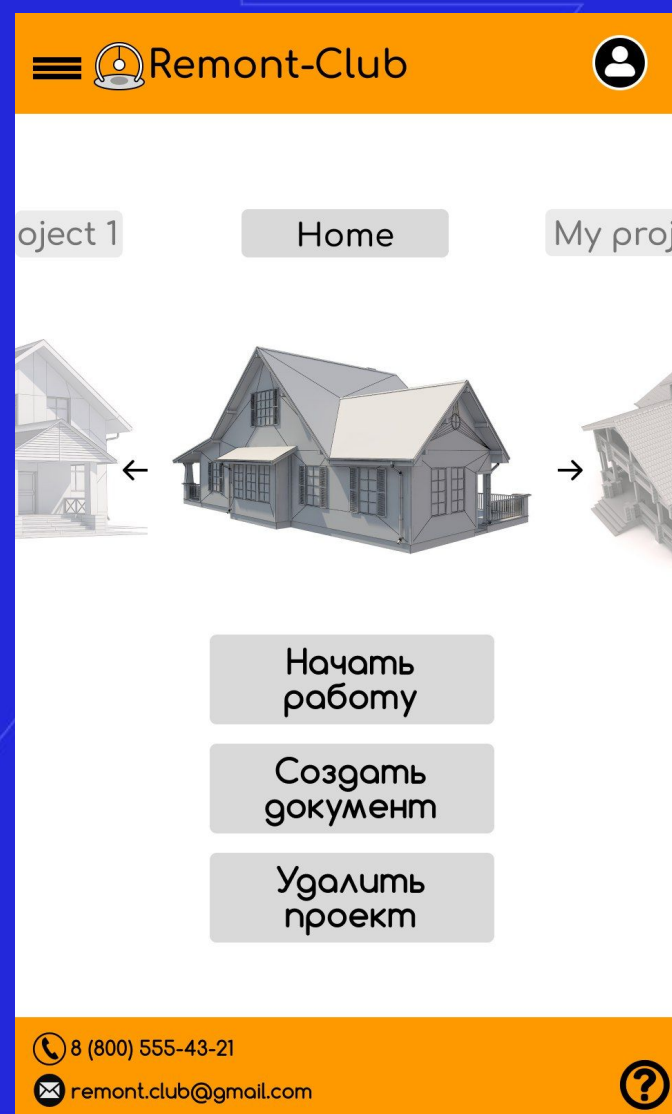 Remont-Club
oject 1
Home
My proj
Начать
работу
Создать
документ
Удалить
проект
8 (800) 555-43-21
remont.club@gmail.com
?